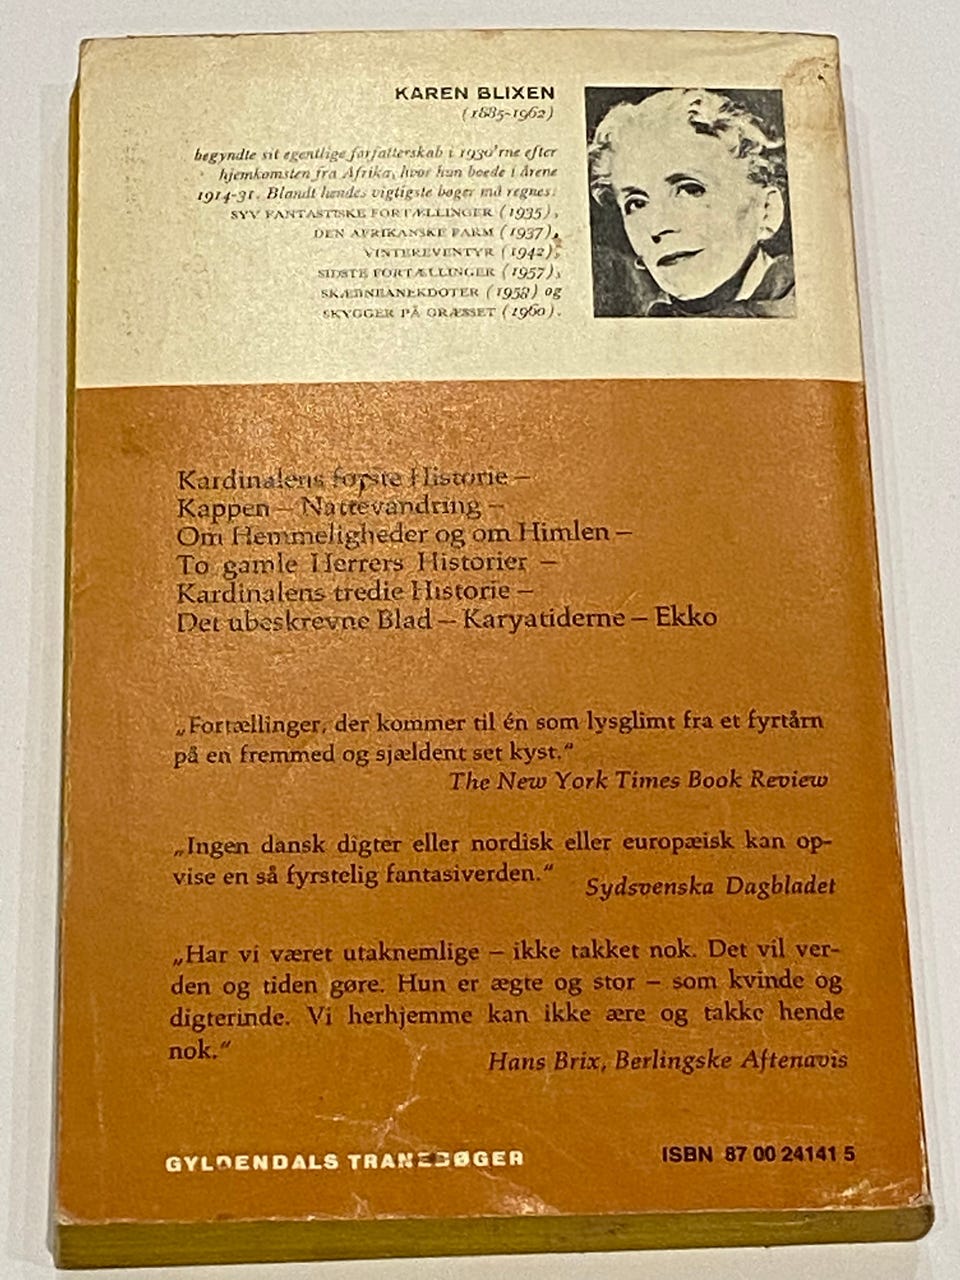 KAREN BLIXEN
(1885-1962)
begyndte sit egentlige forfatterskab i 1930'rne efter
hjemkomsten fra Afrika, hvor hun boede i årene
1914-31. Blandt hendes vigtigste bøger må regnes:
SYV FANTASTISKE FORTÆLLINGER (1935),
DEN AFRIKANSKE FARM (1937),
VINTEREVENTYR (1942),
SIDSTE FORTÆLLINGER (1957),
SKÆBNEANEKDOTER (1958) og
SKYGGER PÅ GRÆSSET (1960).
Kardinalens første Historie –
Kappen – Nattevandring –
Om Hemmeligheder og om Himlen –
To gamle Herrers Historier –
Kardinalens tredie Historie –
Det ubeskrevne Blad – Karyatiderne – Ekko
„Fortællinger, der kommer til én som lysglimt fra et fyrtårn
på en fremmed og sjældent set kyst.“
The New York Times Book Review
„Ingen dansk digter eller nordisk eller europæisk kan op-
vise en så fyrstelig fantasiverden.“
Sydsvenska Dagbladet
„Har vi været utaknemlige – ikke takket nok. Det vil ver-
den og tiden gøre. Hun er ægte og stor – som kvinde og
digterinde. Vi herhjemme kan ikke ære og takke hende
nok.“
Hans Brix, Berlingske Aftenavis
GYLDENDALS TRANEBØGER
ISBN 87 00 24141 5